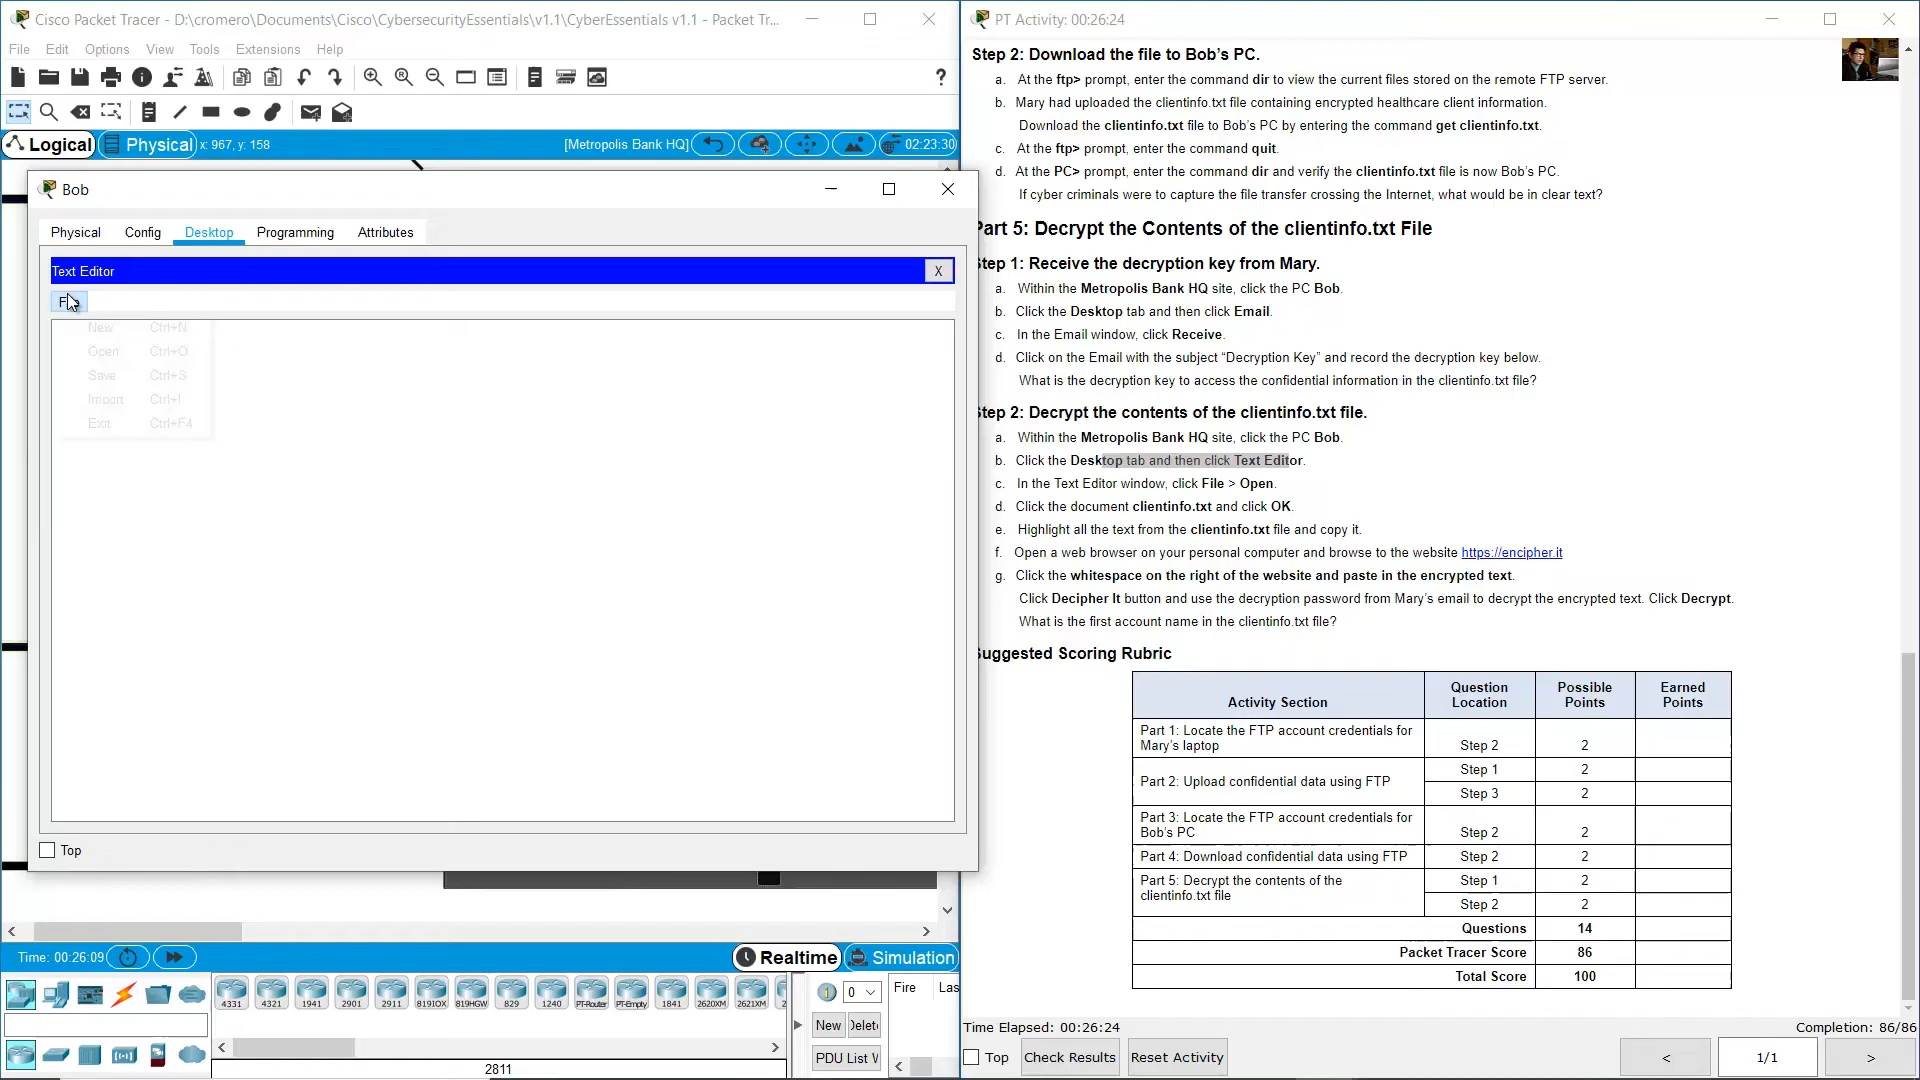 Cisco Packet Tracer - D:\cromero\Documents\Cisco\CybersecurityEssentials\v1.1\CyberEssentials v1.1 - Packet Tr...
File Edit Options View Tools Extensions Help
Logical Physical x: 967, y: 158 [Metropolis Bank HQ] 02:23:30
Bob
Physical Config Desktop Programming Attributes
Text Editor X
New Ctrl+N
Open Ctrl+O
Save Ctrl+S
Import Ctrl+I
Exit Ctrl+F4
Top
Time: 00:26:09 Realtime Simulation
4331 4321 1941 2901 2911 819IOX 819HGW 829 1240 PT-Router PT-Empty 1841 2620XM 2621XM
0 Fire Las
New Delet
PDU List W
2811
PT Activity: 00:26:24
Step 2: Download the file to Bob's PC.
a. At the ftp> prompt, enter the command dir to view the current files stored on the remote FTP server.
b. Mary had uploaded the clientinfo.txt file containing encrypted healthcare client information.
Download the clientinfo.txt file to Bob's PC by entering the command get clientinfo.txt.
c. At the ftp> prompt, enter the command quit.
d. At the PC> prompt, enter the command dir and verify the clientinfo.txt file is now Bob's PC.
If cyber criminals were to capture the file transfer crossing the Internet, what would be in clear text?
Part 5: Decrypt the Contents of the clientinfo.txt File
Step 1: Receive the decryption key from Mary.
a. Within the Metropolis Bank HQ site, click the PC Bob.
b. Click the Desktop tab and then click Email.
c. In the Email window, click Receive.
d. Click on the Email with the subject “Decryption Key” and record the decryption key below.
What is the decryption key to access the confidential information in the clientinfo.txt file?
Step 2: Decrypt the contents of the clientinfo.txt file.
a. Within the Metropolis Bank HQ site, click the PC Bob.
b. Click the Desktop tab and then click Text Editor.
c. In the Text Editor window, click File > Open.
d. Click the document clientinfo.txt and click OK.
e. Highlight all the text from the clientinfo.txt file and copy it.
f. Open a web browser on your personal computer and browse to the website https://encipher.it
g. Click the whitespace on the right of the website and paste in the encrypted text.
Click Decipher It button and use the decryption password from Mary's email to decrypt the encrypted text. Click Decrypt.
What is the first account name in the clientinfo.txt file?
Suggested Scoring Rubric
Activity Section Question Location Possible Points Earned Points
Part 1: Locate the FTP account credentials for Mary's laptop Step 2 2
Part 2: Upload confidential data using FTP Step 1 2
Step 3 2
Part 3: Locate the FTP account credentials for Bob's PC Step 2 2
Part 4: Download confidential data using FTP Step 2 2
Part 5: Decrypt the contents of the clientinfo.txt file Step 1 2
Step 2 2
Questions 14
Packet Tracer Score 86
Total Score 100
Time Elapsed: 00:26:24 Completion: 86/86
Top Check Results Reset Activity < 1/1 >